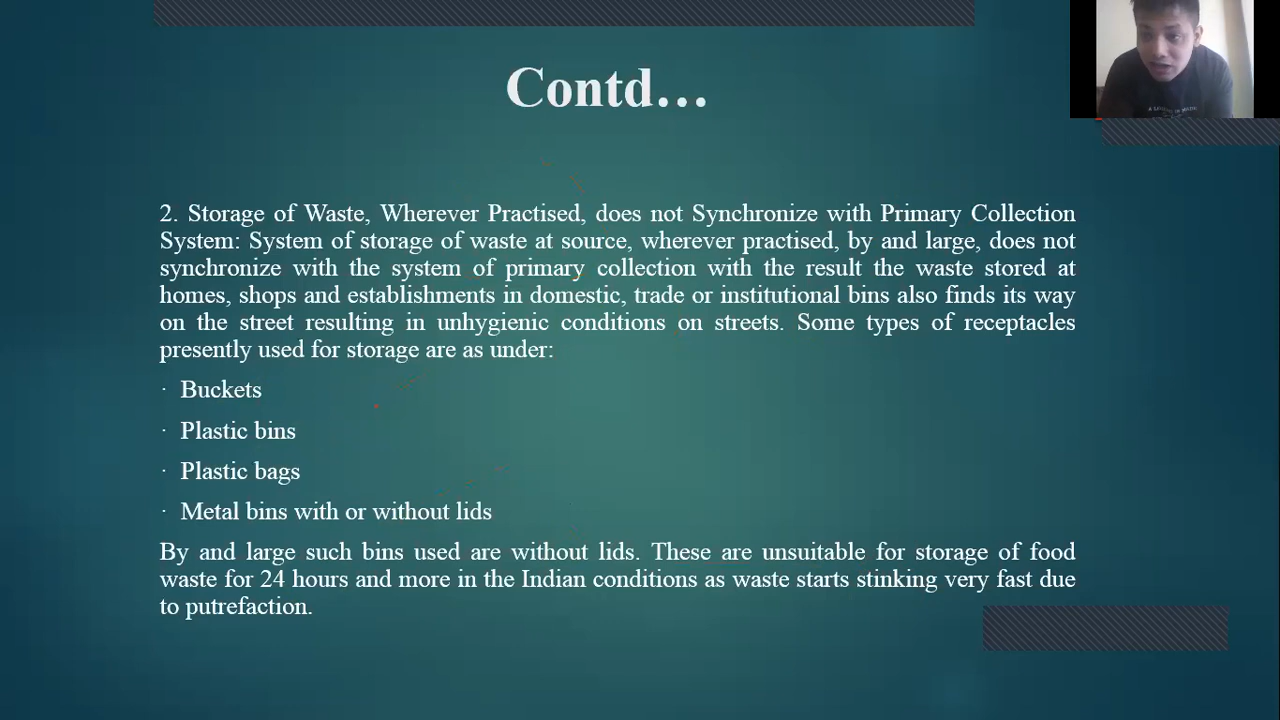 Contd…
2. Storage of Waste, Wherever Practised, does not Synchronize with Primary Collection
System: System of storage of waste at source, wherever practised, by and large, does not
synchronize with the system of primary collection with the result the waste stored at
homes, shops and establishments in domestic, trade or institutional bins also finds its way
on the street resulting in unhygienic conditions on streets. Some types of receptacles
presently used for storage are as under:
· Buckets
· Plastic bins
· Plastic bags
· Metal bins with or without lids
By and large such bins used are without lids. These are unsuitable for storage of food
waste for 24 hours and more in the Indian conditions as waste starts stinking very fast due
to putrefaction.